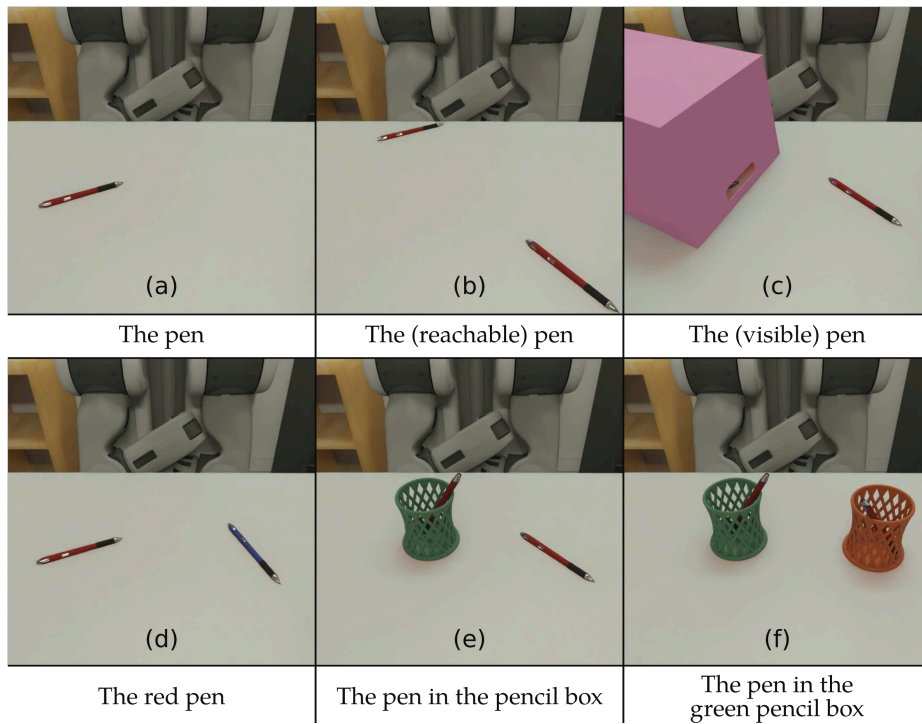 (a)
(b)
(c)
The pen
The (reachable) pen
The (visible) pen
(d)
(e)
(f)
The red pen
The pen in the pencil box
The pen in the
green pencil box